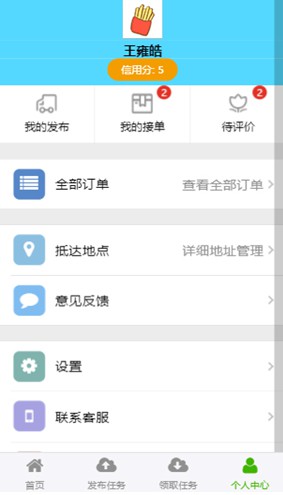 王雍皓
信用分: 5
2 2
我的发布 我的接单 待评价
全部订单 查看全部订单
抵达地点 详细地址管理
意见反馈
设置
联系客服
首页 发布任务 领取任务 个人中心